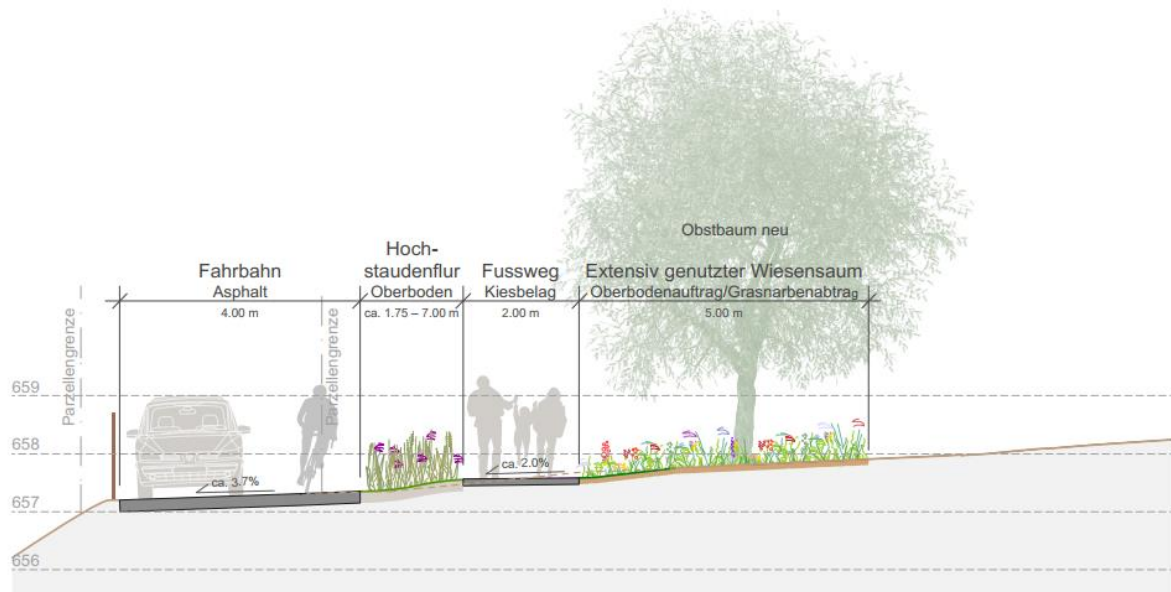 Obstbaum neu
Hoch-
staudenflur
Fahrbahn
Fussweg
Extensiv genutzter Wiesensaum
Asphalt
Oberboden
Kiesbelag
Oberbodenauftrag/Grasnarbenabtrag
4.00 m
ca. 1.75 – 7.00 m
2.00 m
5.00 m
Parzellengrenze
Parzellengrenze
659
658
ca. 2.0%
ca. 3.7%
657
656